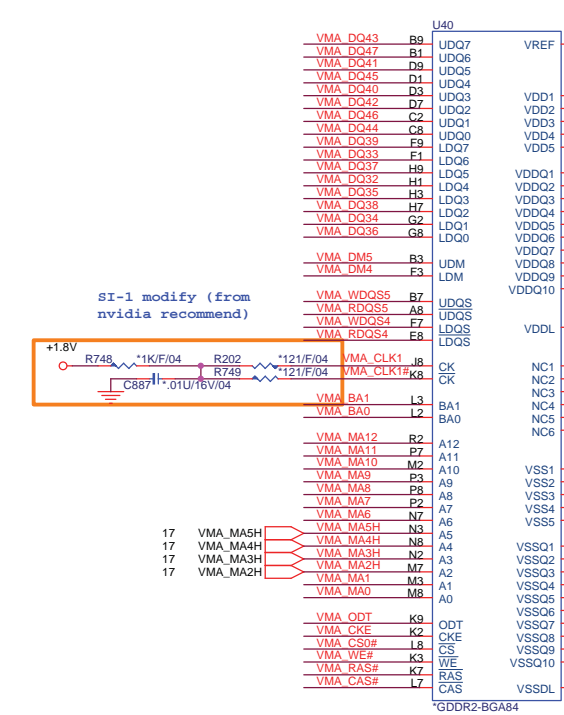 U40
VMA_DQ43 B9 UDQ7 VREF
VMA_DQ47 B1 UDQ6
VMA_DQ41 D9 UDQ5
VMA_DQ45 D1 UDQ4
VMA_DQ40 D3 UDQ3 VDD1
VMA_DQ42 D7 UDQ2 VDD2
VMA_DQ46 C2 UDQ1 VDD3
VMA_DQ44 C8 UDQ0 VDD4
VMA_DQ39 F9 LDQ7 VDD5
VMA_DQ33 F1 LDQ6
VMA_DQ37 H9 LDQ5 VDDQ1
VMA_DQ32 H1 LDQ4 VDDQ2
VMA_DQ35 H3 LDQ3 VDDQ3
VMA_DQ38 H7 LDQ2 VDDQ4
VMA_DQ34 G2 LDQ1 VDDQ5
VMA_DQ36 G8 LDQ0 VDDQ6
VDDQ7
VMA_DM5 B3 UDM VDDQ8
VMA_DM4 F3 LDM VDDQ9
VDDQ10
SI-1 modify (from
nvidia recommend)
VMA_WDQS5 B7 UDQS
VMA_RDQS5 A8 UDQS
VMA_WDQS4 F7 LDQS VDDL
VMA_RDQS4 E8 LDQS
+1.8V
R748 *1K/F/04 R202 *121/F/04 VMA_CLK1 J8 CK NC1
C887 *.01U/16V/04 R749 *121/F/04 VMA_CLK1# K8 CK NC2
NC3
VMA_BA1 L3 BA1 NC4
VMA_BA0 L2 BA0 NC5
NC6
VMA_MA12 R2 A12
VMA_MA11 P7 A11
VMA_MA10 M2 A10 VSS1
VMA_MA9 P3 A9 VSS2
VMA_MA8 P8 A8 VSS3
VMA_MA7 P2 A7 VSS4
VMA_MA6 N7 A6 VSS5
17 VMA_MA5H VMA_MA5H N3 A5
17 VMA_MA4H VMA_MA4H N8 A4 VSSQ1
17 VMA_MA3H VMA_MA3H N2 A3 VSSQ2
17 VMA_MA2H VMA_MA2H M7 A2 VSSQ3
VMA_MA1 M3 A1 VSSQ4
VMA_MA0 M8 A0 VSSQ5
VSSQ6
VMA_ODT K9 ODT VSSQ7
VMA_CKE K2 CKE VSSQ8
VMA_CS0# L8 CS VSSQ9
VMA_WE# K3 WE VSSQ10
VMA_RAS# K7 RAS
VMA_CAS# L7 CAS VSSDL
*GDDR2-BGA84